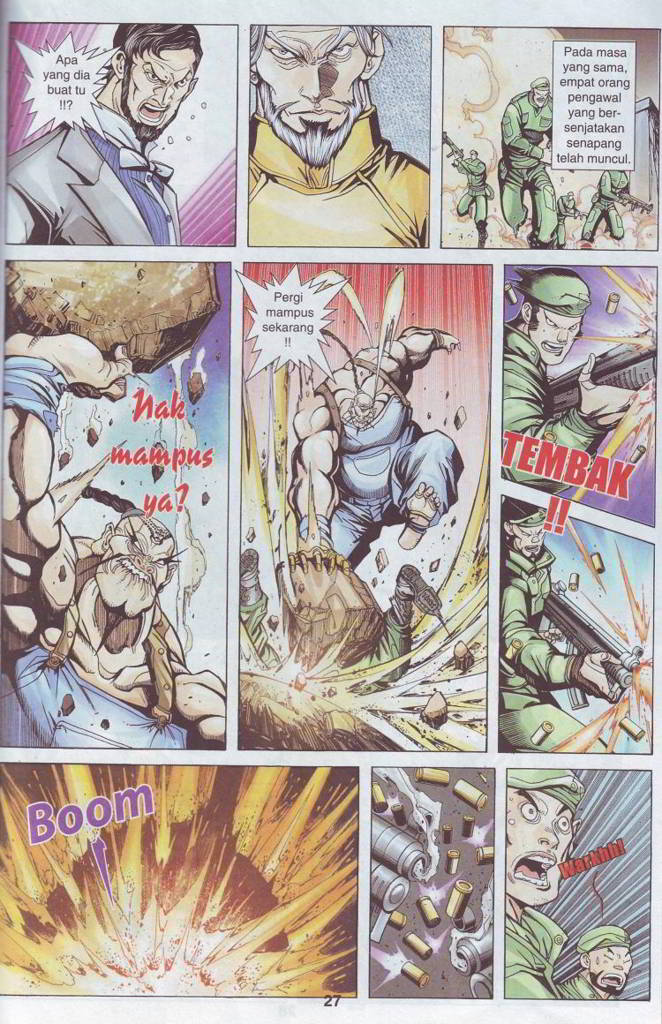 Apa
yang dia
buat tu
!!?
Pada masa
yang sama,
empat orang
pengawal
yang ber-
senjatakan
senapang
telah muncul.
Nak
mampus
ya?
Pergi
mampus
sekarang
!!
TEMBAK
!!
Boom
Warkhh!
27